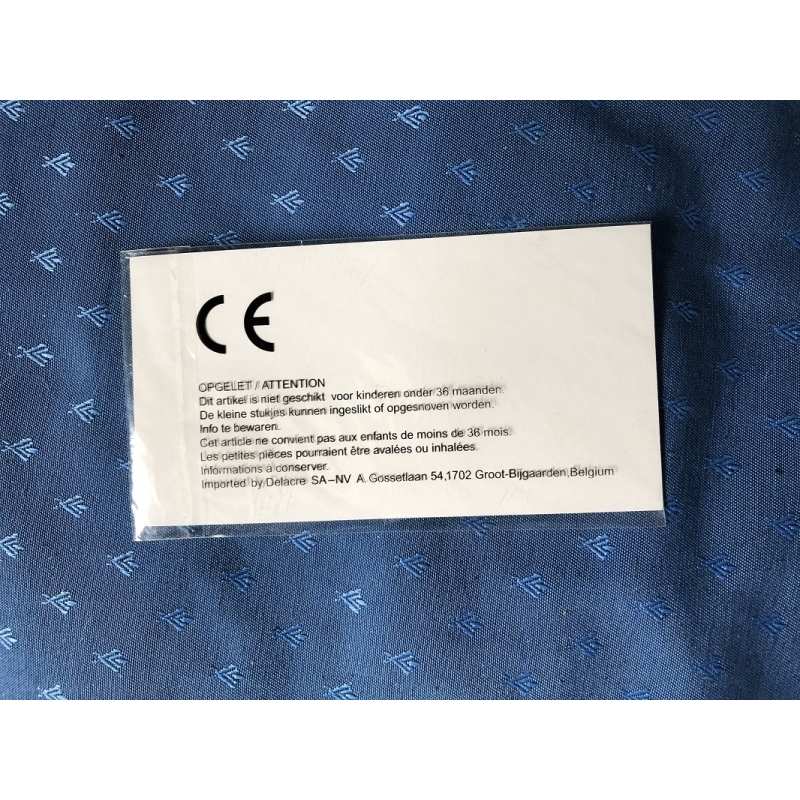 CE
OPGELET / ATTENTION
Dit artikel is niet geschikt voor kinderen onder 36 maanden.
De kleine stukjes kunnen ingeslikt of opgesnoven worden.
Info te bewaren.
Cet article ne convient pas aux enfants de moins de 36 mois.
Les petites pièces pourraient être avalées ou inhalées.
Informations à conserver.
Imported by Delacre SA-NV A. Gossetlaan 54,1702 Groot-Bijgaarden,Belgium